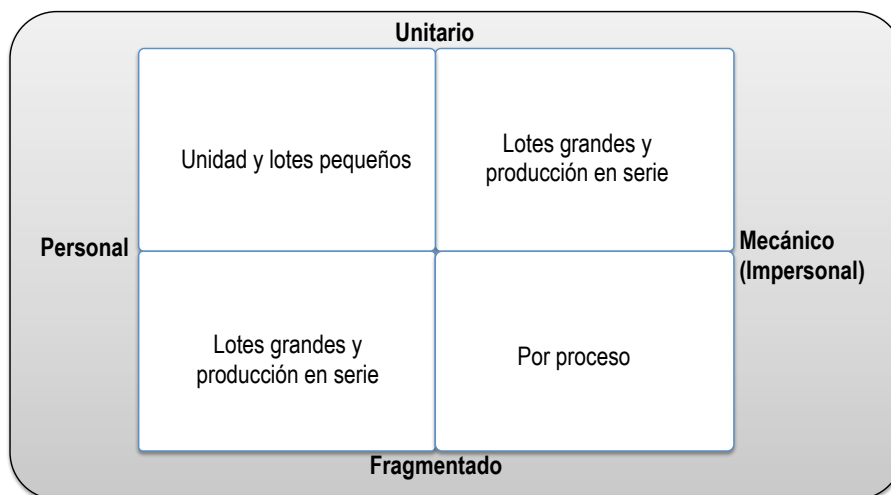 Unitario
Unidad y lotes pequeños
Lotes grandes y
producción en serie
Personal
Mecánico
(Impersonal)
Lotes grandes y
producción en serie
Por proceso
Fragmentado